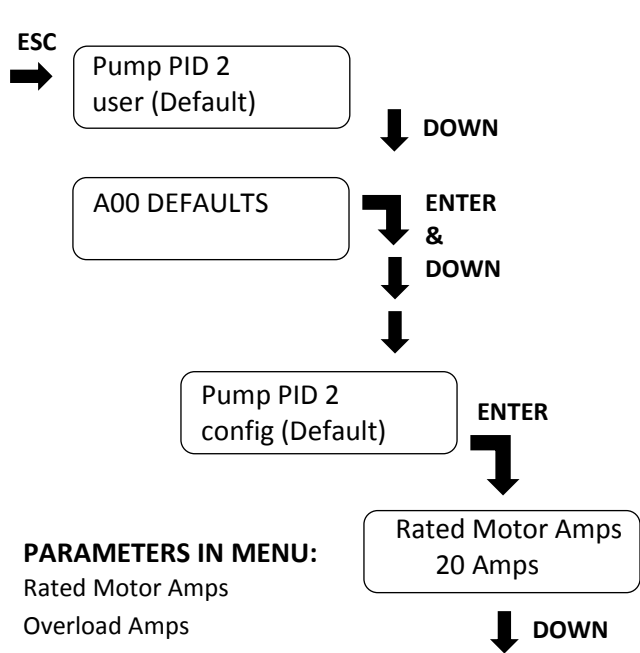 ESC
Pump PID 2
user (Default)
DOWN
A00 DEFAULTS
ENTER
&
DOWN
Pump PID 2
config (Default)
ENTER
Rated Motor Amps
20 Amps
PARAMETERS IN MENU:
Rated Motor Amps
Overload Amps
DOWN